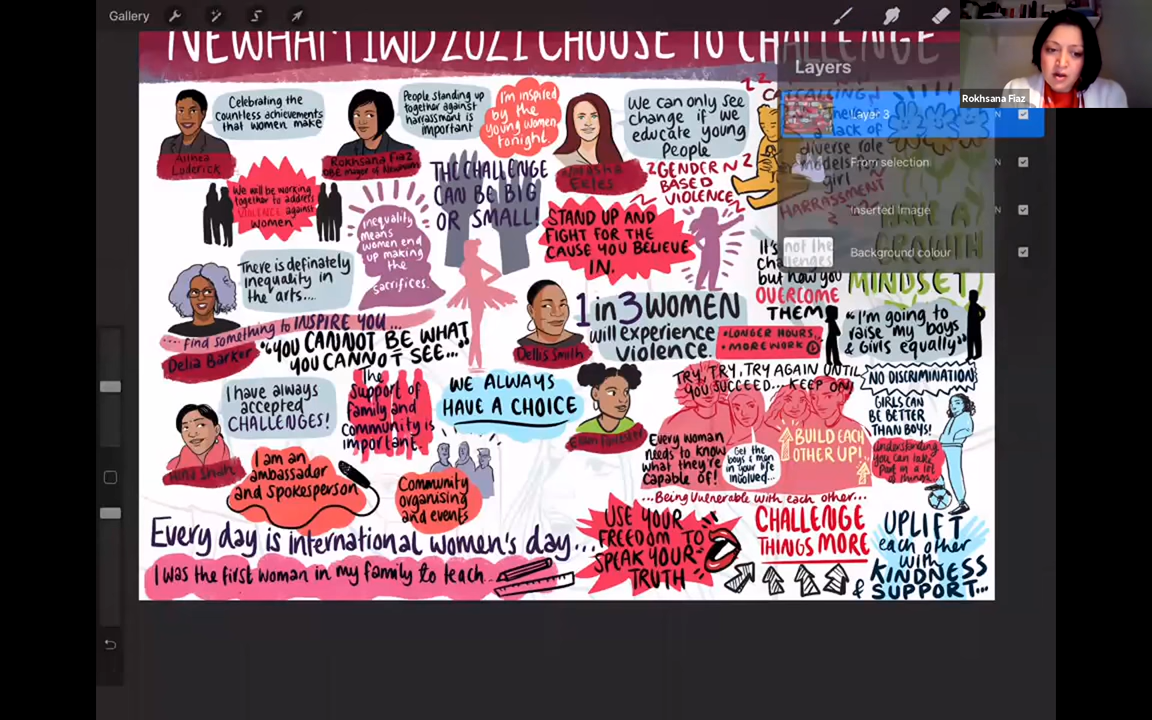 Gallery
NEWHAM IWD 2021 CHOOSE TO CHALLENGE
Layers
Rokhsana Fiaz
Layer 3
N
From selection
N
Inserted Image
N
Background colour
Celebrating the
countless achievements
that women make
Ailhea
Loderick
People standing up
together against
harrassment is
important
Rokhsana Fiaz
OBE mayor of Newham
I'm inspired
by the
young women
tonight.
Natasha
Eeles
We can only see
change if we
educate young
People
CATCALLING
lack of
diverse role
models
girl
HARRASSMENT
GENDER
BASED
VIOLENCE
We will be working
together to address
VIOLENCE against
women
THE CHALLENGE
CAN BE BIG
OR SMALL!
inequality
means
women end
up making
the
sacrifices.
STAND UP AND
FIGHT FOR THE
CAUSE YOU BELIEVE
IN.
It's not the
challenges
but how you
OVERCOME
THEM
GROWTH
MINDSET
There is definately
inequality in
the arts....
...find something to INSPIRE YOU...
Delia Barker
"YOU CANNOT BE WHAT
YOU CANNOT SEE..."
Dellis Smith
1 in 3 WOMEN
will experience
violence.
•LONGER HOURS,
•MORE WORK
"I'm going to
raise my boys
& Girls equally"
I have always
accepted
CHALLENGES!
Hina Shah
The
Support of
family and
Community is
important.
WE ALWAYS
HAVE A CHOICE
TRY, TRY, TRY AGAIN UNTIL
YOU SUCCEED... KEEP ON
NO DISCRIMINATION
GIRLS CAN
BE BETTER
THAN BOYS!
Understanding
you can take
part in a lot
of things..
I am an
ambassador
and Spokesperson
Community
organising
and events
Every woman
needs to know
what they're
capable of!
Get the
boys & men
in your life
involved...
BUILD EACH
OTHER UP!
...Being Vulnerable with each other...
Every day is international women's day...
I was the first woman in my family to teach..
USE YOUR
FREEDOM TO
SPEAK YOUR
TRUTH
CHALLENGE
THINGS MORE
UPLIFT
each other
with
KINDNESS
& SUPPORT...